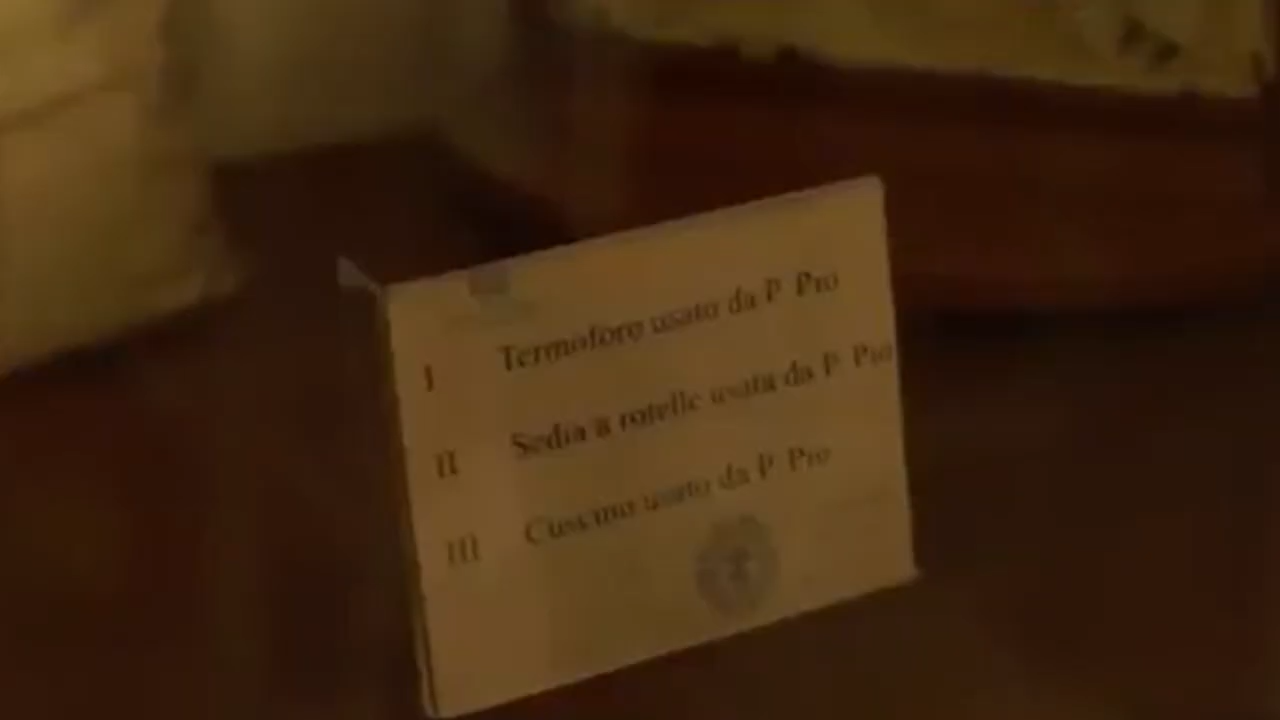 I Termoforo usato da P. Pio
II Sedia a rotelle usata da P. Pio
III Cuscino usato da P. Pio